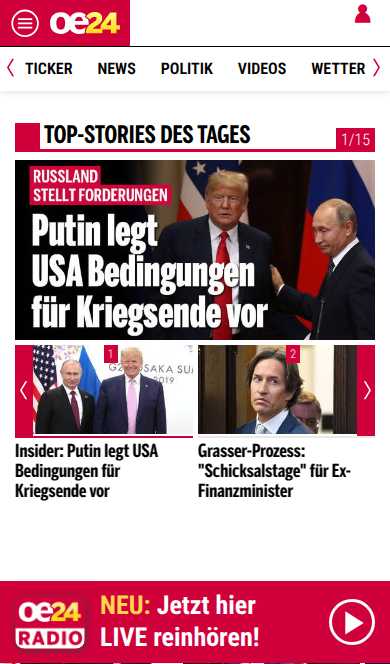 oe24
TICKER NEWS POLITIK VIDEOS WETTER
TOP-STORIES DES TAGES
1/15
RUSSLAND
STELLT FORDERUNGEN
Putin legt
USA Bedingungen
für Kriegsende vor
1
2
G20 OSAKA SU
2019
Insider: Putin legt USA
Bedingungen für
Kriegsende vor
Grasser-Prozess:
"Schicksalstage" für Ex-
Finanzminister
oe24
RADIO
NEU: Jetzt hier
LIVE reinhören!